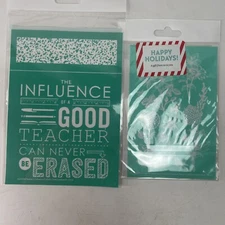 THE
INFLUENCE
OF A
GOOD
TEACHER
CAN NEVER
BE ERASED
HAPPY
HOLIDAYS!